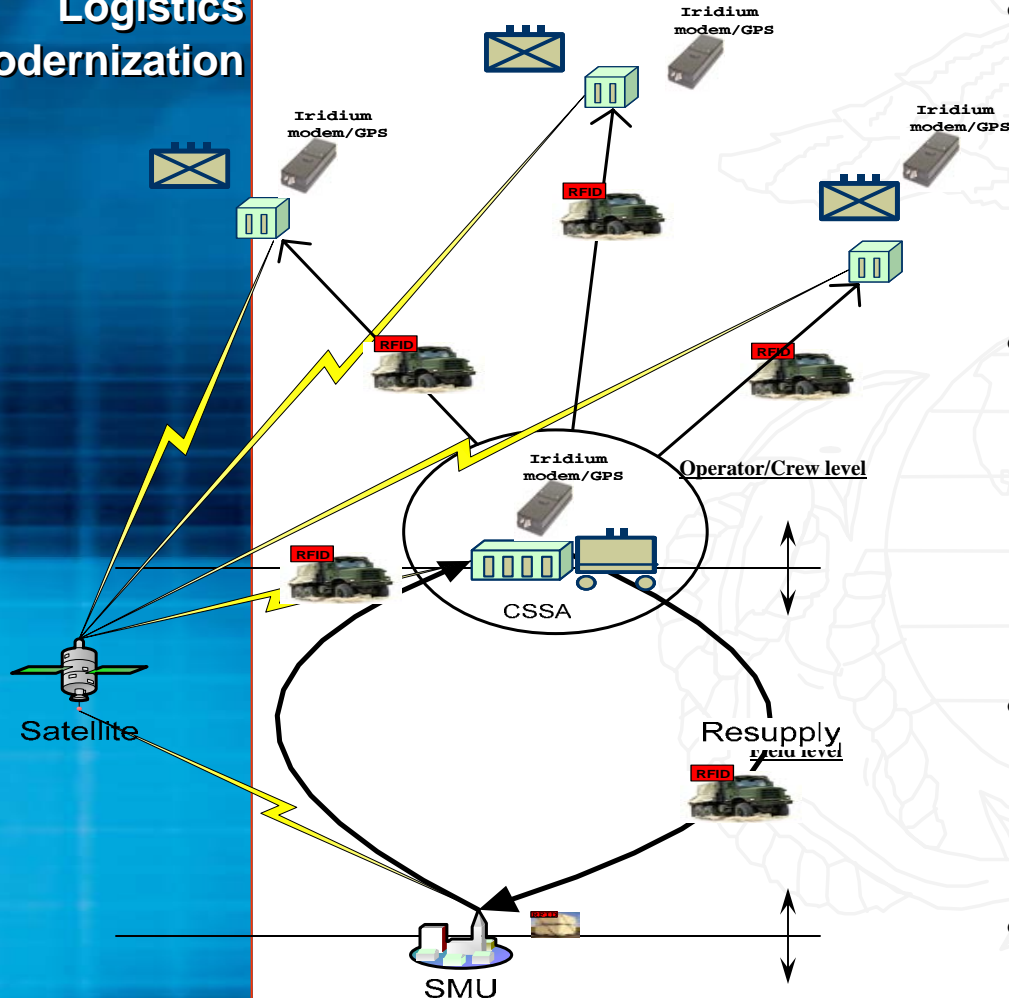 Logistics
odernization
Iridium
modem/GPS
Iridium
modem/GPS
Iridium
modem/GPS
RFID
RFID
RFID
Iridium
modem/GPS
Operator/Crew level
RFID
CSSA
Satellite
Resupply
Field level
RFID
RFID
SMU